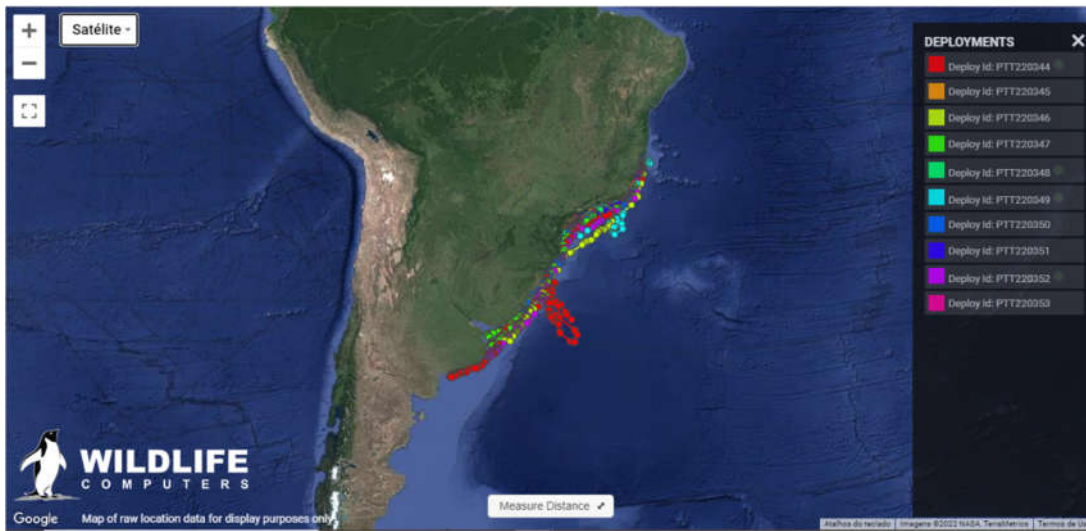 +
Satélite
−
DEPLOYMENTS ✕
Deploy Id: PTT220344
Deploy Id: PTT220345
Deploy Id: PTT220346
Deploy Id: PTT220347
Deploy Id: PTT220348
Deploy Id: PTT220349
Deploy Id: PTT220350
Deploy Id: PTT220351
Deploy Id: PTT220352
Deploy Id: PTT220353
WILDLIFE
COMPUTERS
Measure Distance
Google Map of raw location data for display purposes only
Atalhos do teclado Imagens ©2022 NASA, TerraMetrics Termos de